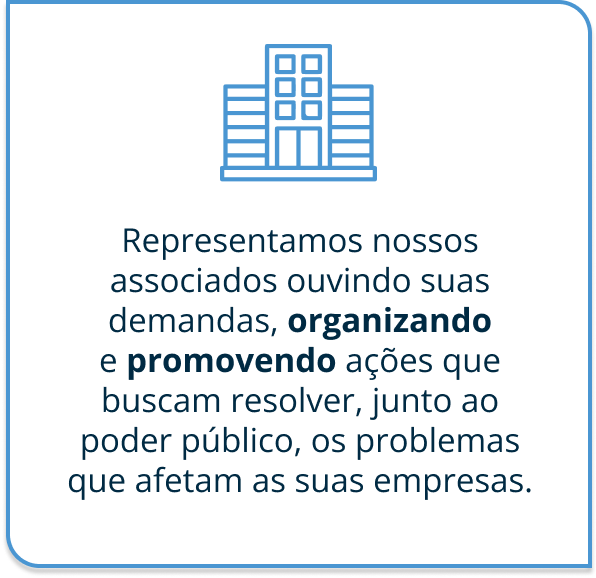 Representamos nossos
associados ouvindo suas
demandas, organizando
e promovendo ações que
buscam resolver, junto ao
poder público, os problemas
que afetam as suas empresas.